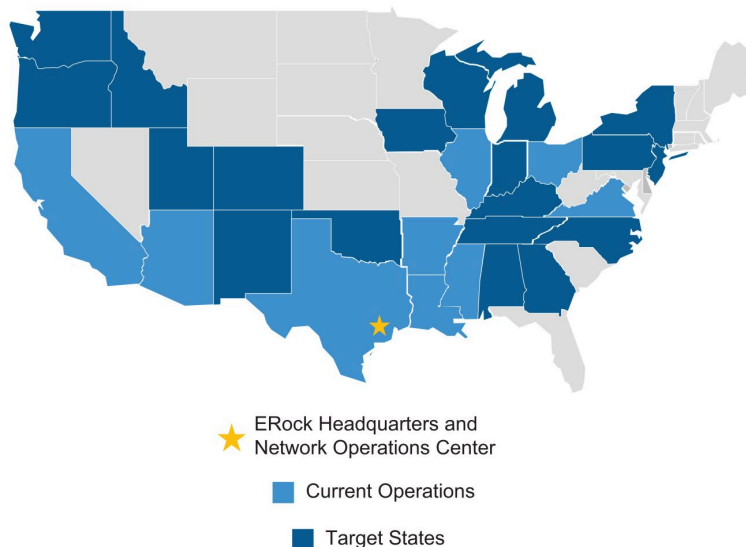 ERock Headquarters and
Network Operations Center
Current Operations
Target States